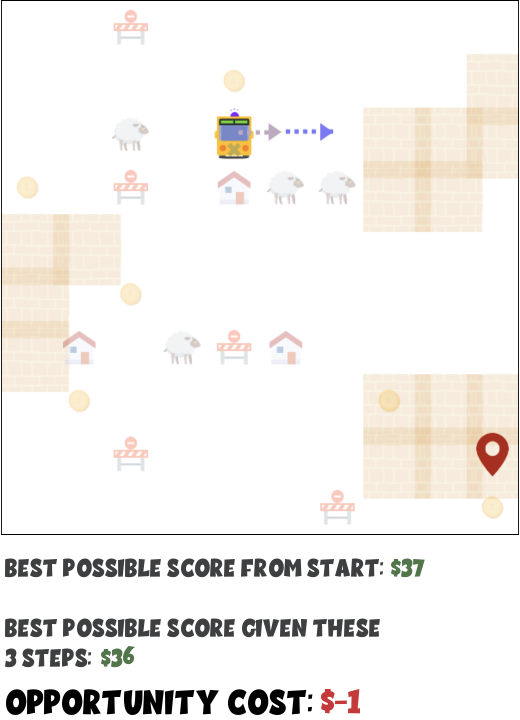 BEST POSSIBLE SCORE FROM START: $37
BEST POSSIBLE SCORE GIVEN THESE
3 STEPS: $36
OPPORTUNITY COST: $-1